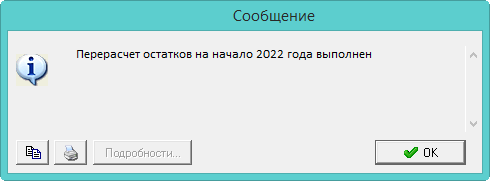 Сообщение
Перерасчет остатков на начало 2022 года выполнен
Подробности...
OK